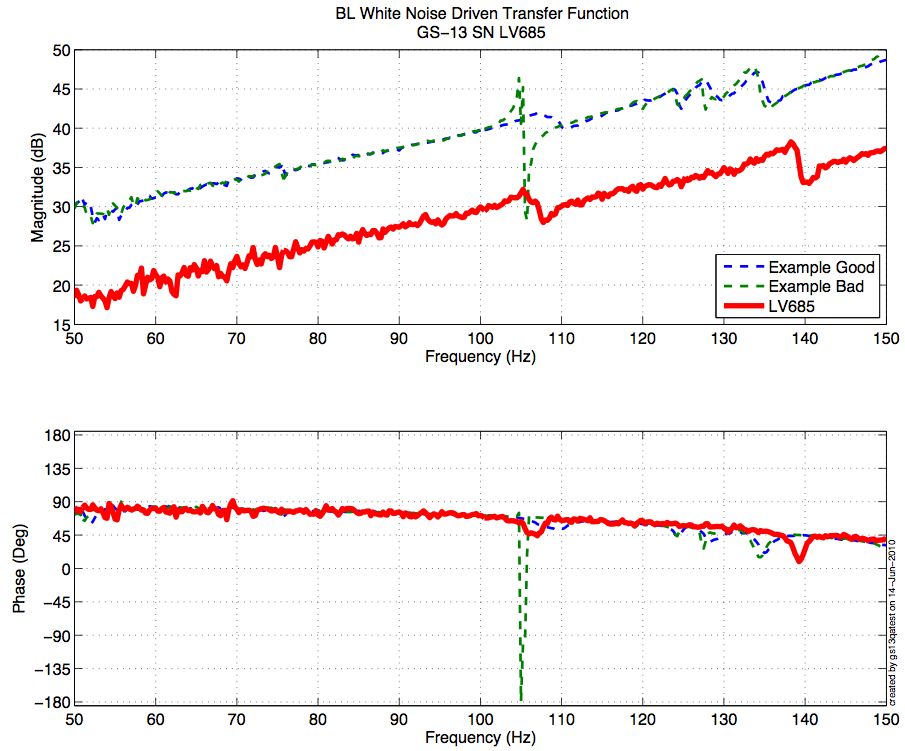 BL White Noise Driven Transfer Function
GS−13 SN LV685
50
45
40
35
30
25
20
15
Magnitude (dB)
Example Good
Example Bad
LV685
50 60 70 80 90 100 110 120 130 140 150
Frequency (Hz)
180
135
90
45
0
−45
−90
−135
−180
Phase (Deg)
created by gs13qatest on 14−Jun−2010
50 60 70 80 90 100 110 120 130 140 150
Frequency (Hz)